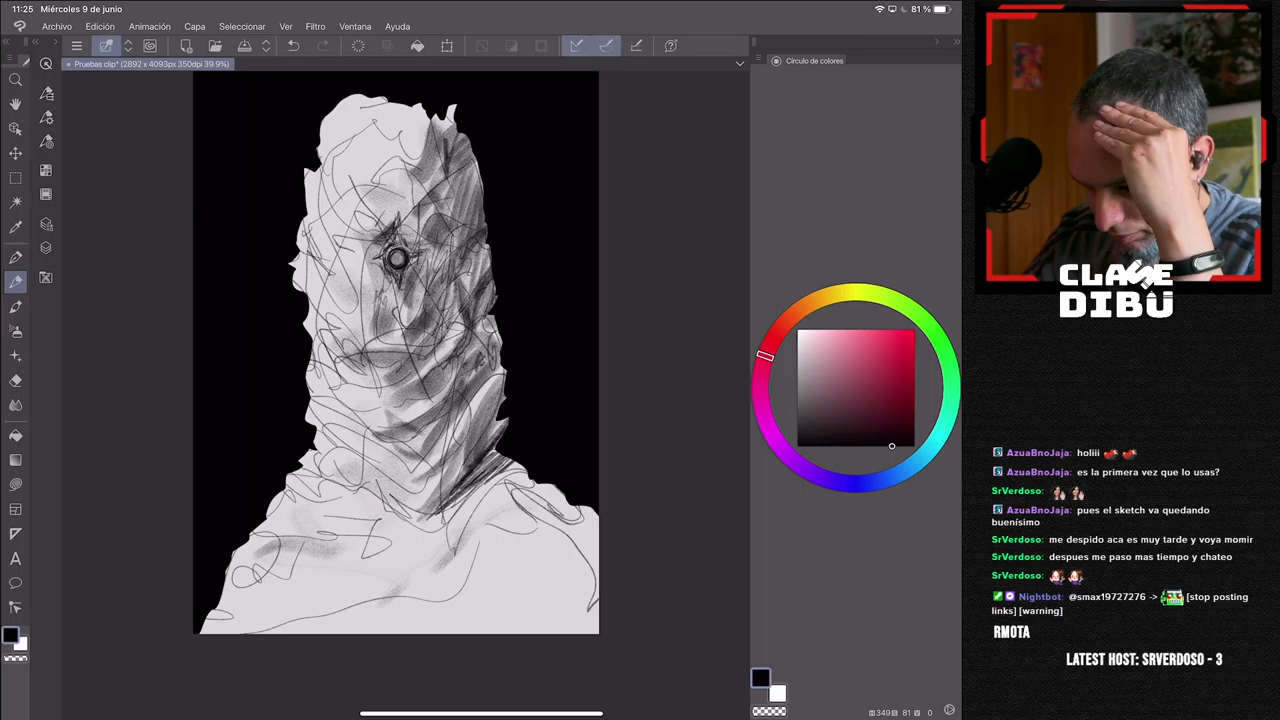 11:25 Miércoles 9 de junio
81 %
Archivo Edición Animación Capa Seleccionar Ver Filtro Ventana Ayuda
Pruebas clip* (2892 x 4093px 350dpi 39.9%)
Círculo de colores
CLASE
DIBU
AzuaBnoJaja: holiii
AzuaBnoJaja: es la primera vez que lo usas?
SrVerdoso:
AzuaBnoJaja: pues el sketch va quedando
buenísimo
SrVerdoso: me despido aca es muy tarde y voya momir
SrVerdoso: despues me paso mas tiempo y chateo
SrVerdoso:
Nightbot: @smax19727276 -> [stop posting
links] [warning]
RMOTA
LATEST HOST: SRVERDOSO - 3
349 81 0